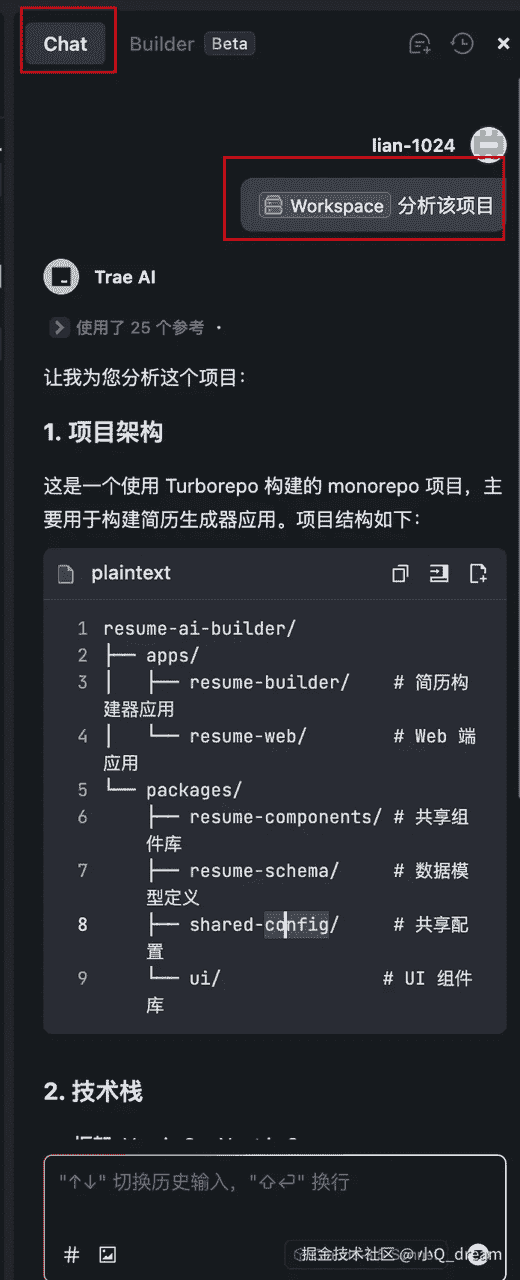 Chat Builder Beta
lian-1024
Workspace 分析该项目
Trae AI
使用了 25 个参考 ·
让我为您分析这个项目：
1. 项目架构
这是一个使用 Turborepo 构建的 monorepo 项目，主
要用于构建简历生成器应用。项目结构如下：
plaintext
1 resume-ai-builder/
2 ├── apps/
3 │   ├── resume-builder/    # 简历构
建器应用
4 │   └── resume-web/        # Web 端
应用
5 └── packages/
6     ├── resume-components/ # 共享组
件库
7     ├── resume-schema/     # 数据模
型定义
8     ├── shared-config/     # 共享配
置
9     └── ui/               # UI 组件
库
2. 技术栈
"↑↓" 切换历史输入，"⇧⏎" 换行
掘金技术社区 @ 小Q_dream